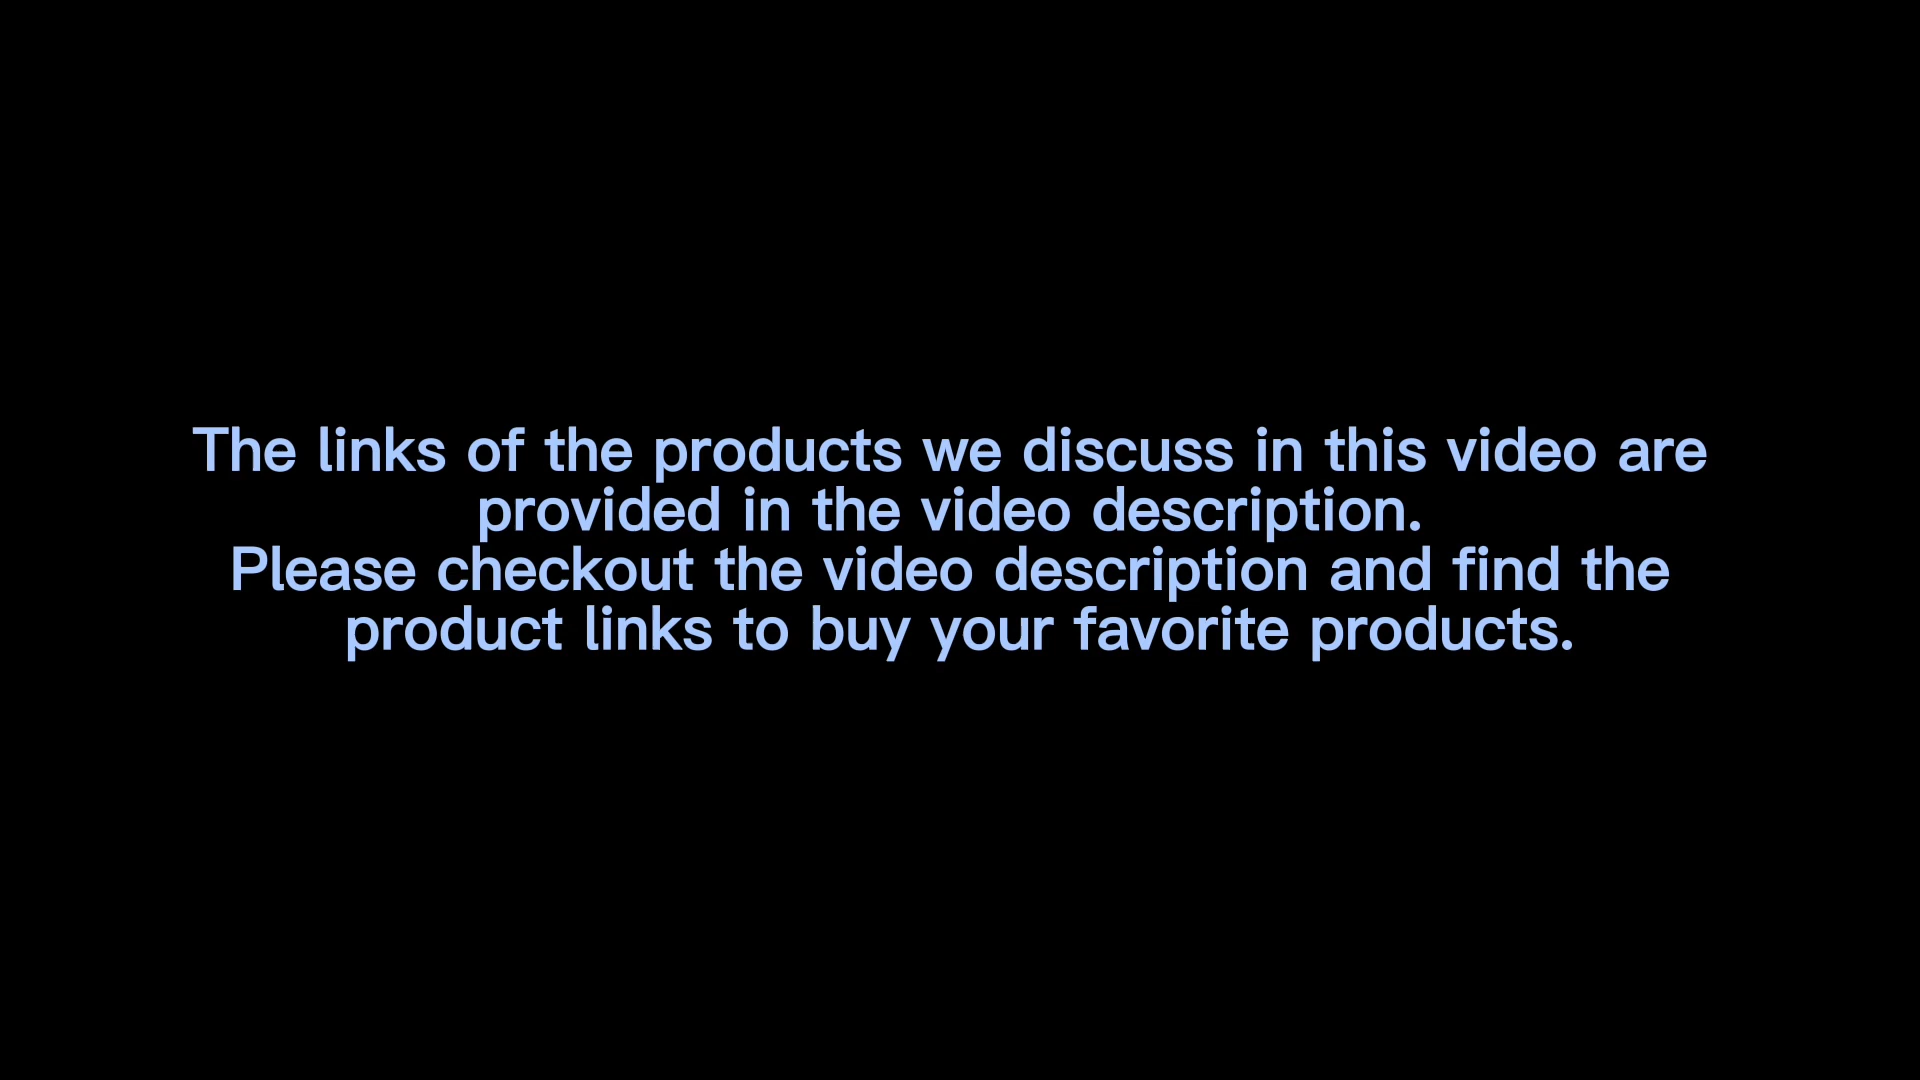 The links of the products we discuss in this video are
provided in the video description.
Please checkout the video description and find the
product links to buy your favorite products.